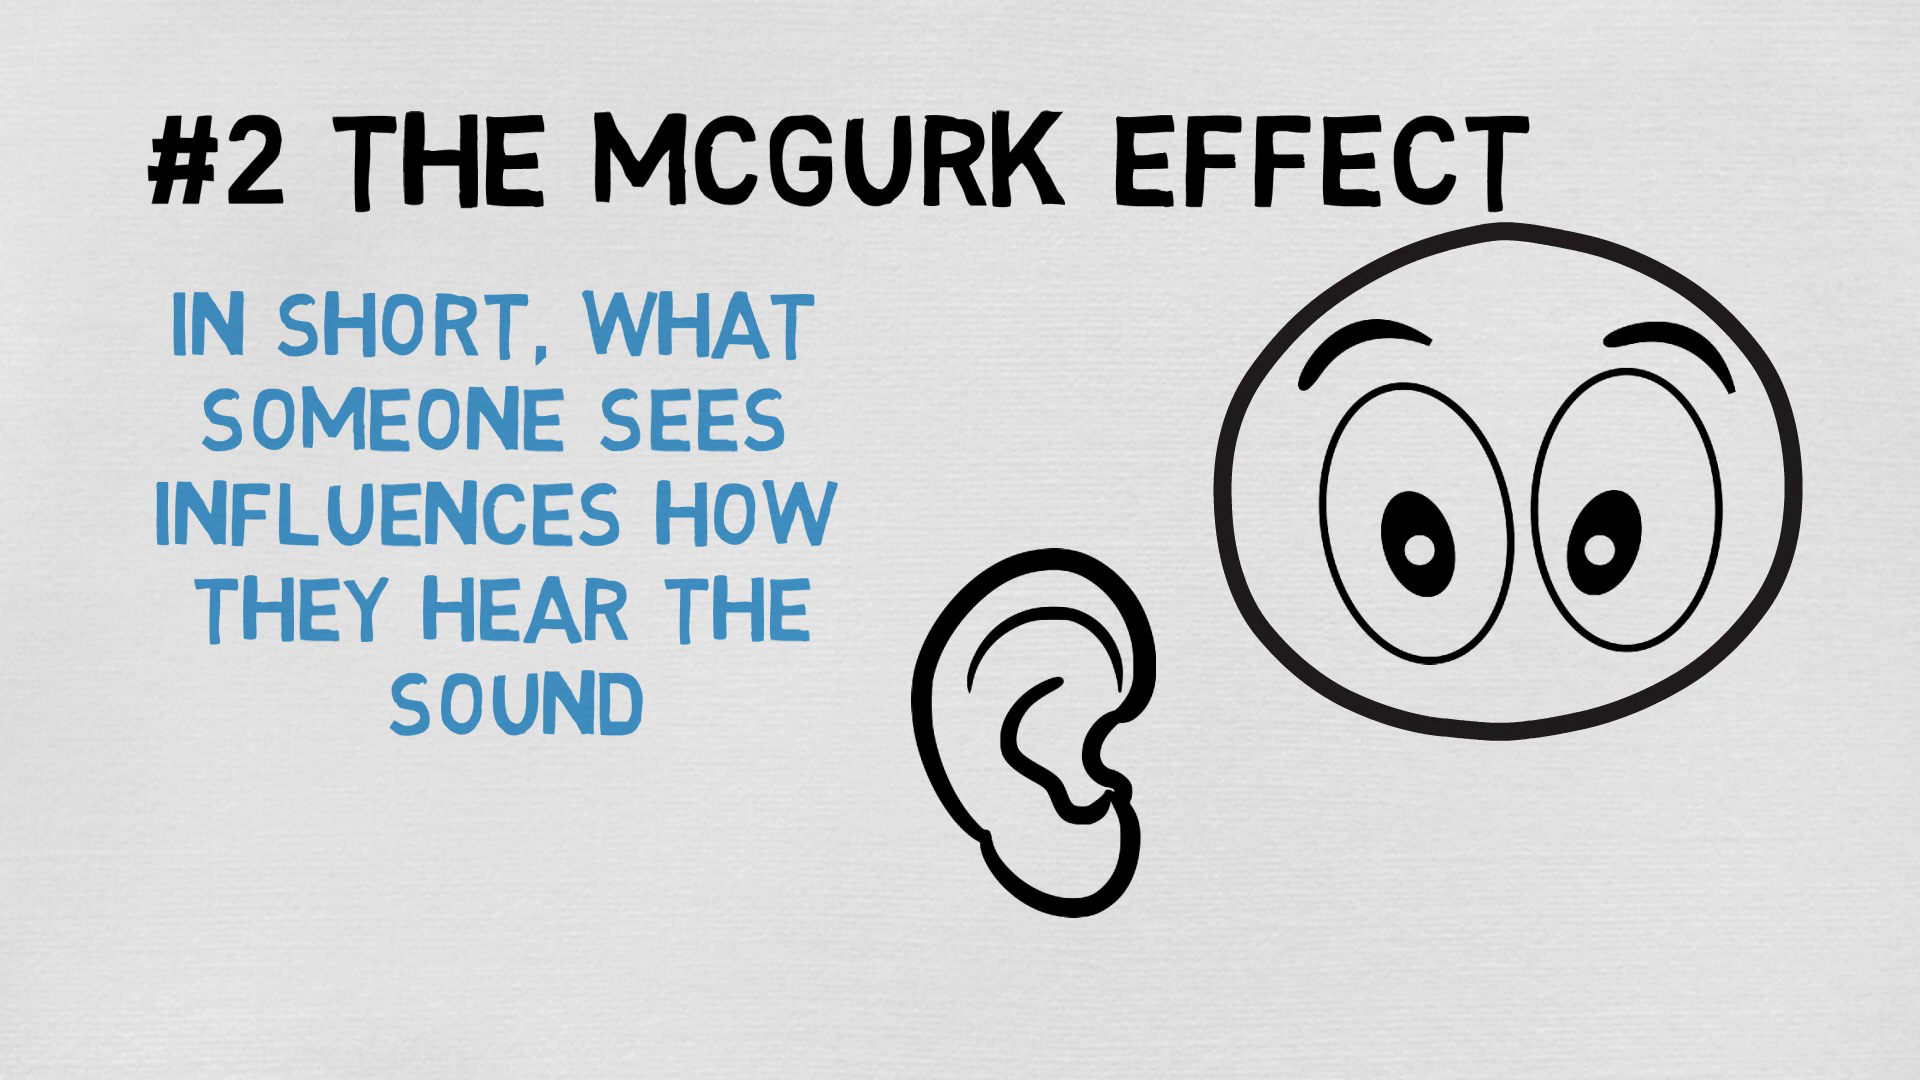 #2 THE MCGURK EFFECT
IN SHORT, WHAT
SOMEONE SEES
INFLUENCES HOW
THEY HEAR THE
SOUND